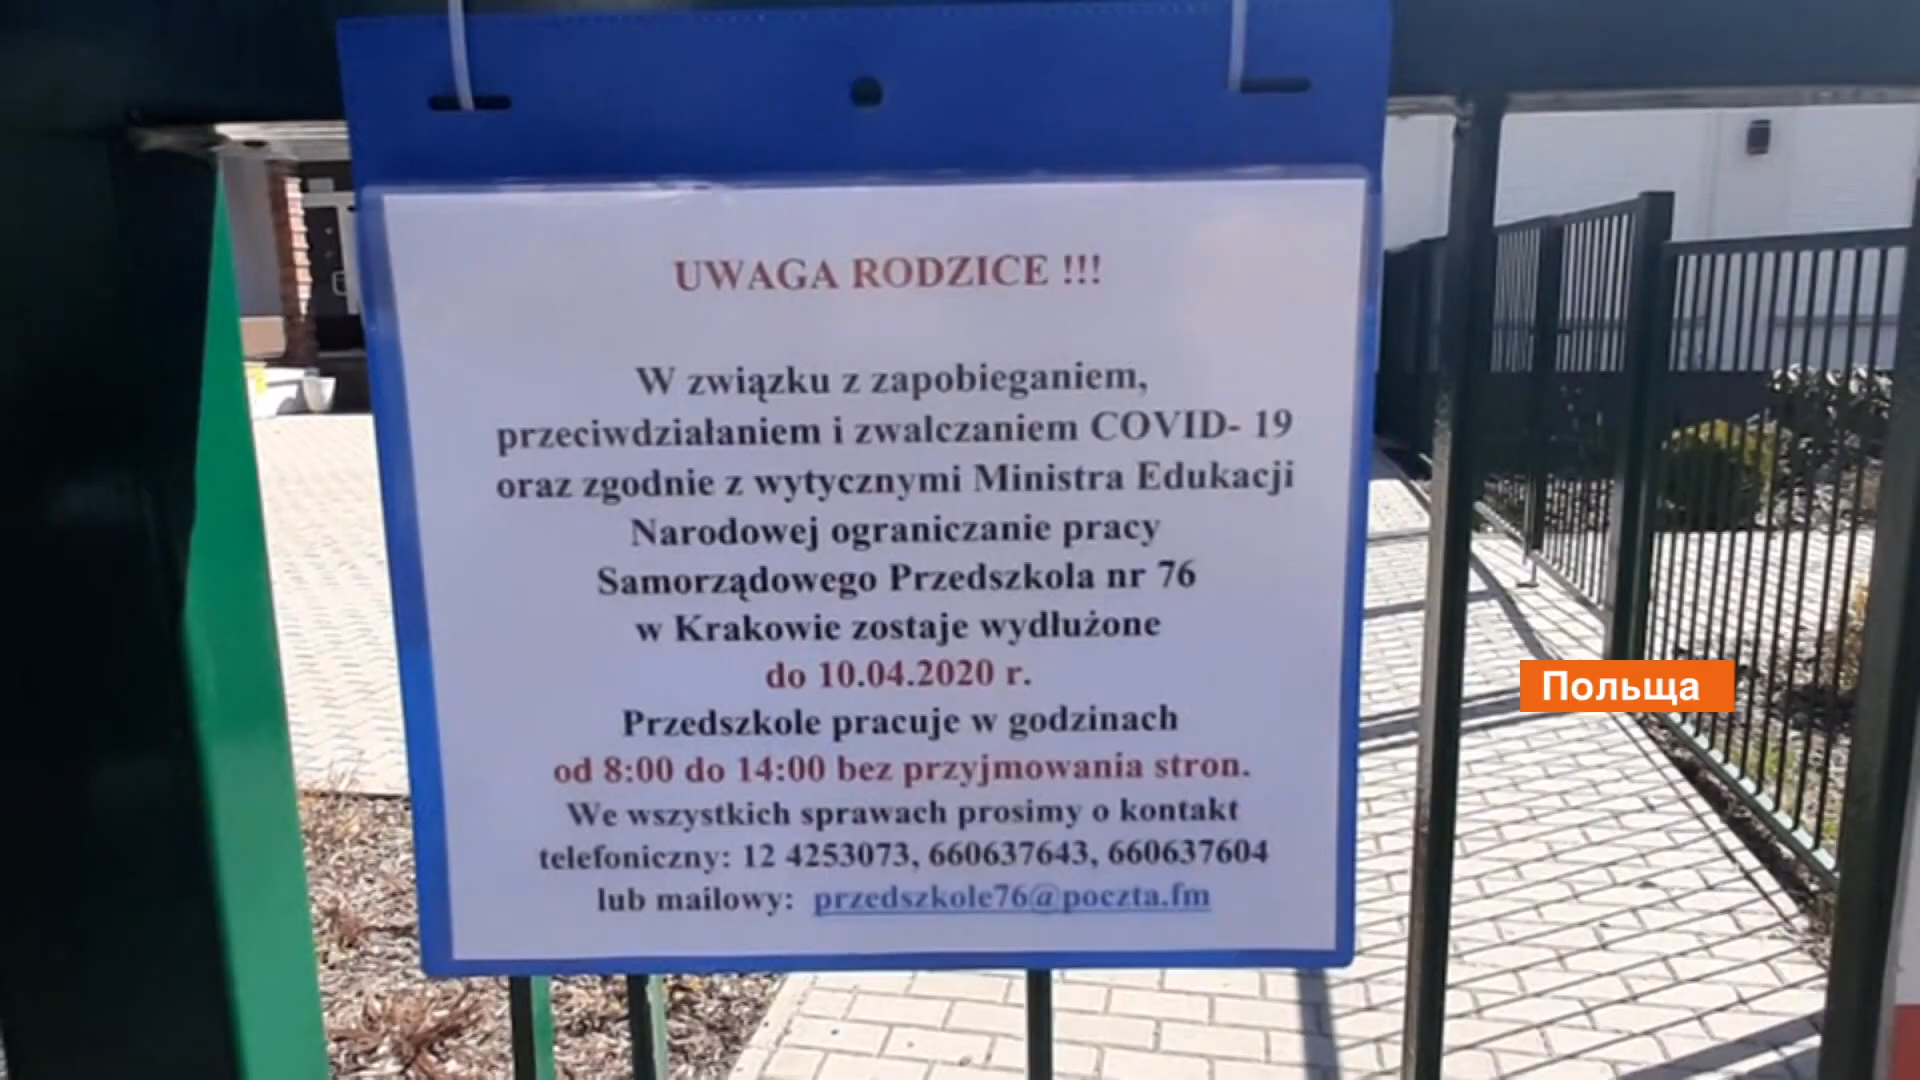 UWAGA RODZICE !!!
W związku z zapobieganiem,
przeciwdziałaniem i zwalczaniem COVID- 19
oraz zgodnie z wytycznymi Ministra Edukacji
Narodowej ograniczanie pracy
Samorządowego Przedszkola nr 76
w Krakowie zostaje wydłużone
do 10.04.2020 r.
Przedszkole pracuje w godzinach
od 8:00 do 14:00 bez przyjmowania stron.
We wszystkich sprawach prosimy o kontakt
telefoniczny: 12 4253073, 660637643, 660637604
lub mailowy: przedszkole76@poczta.fm
Польща